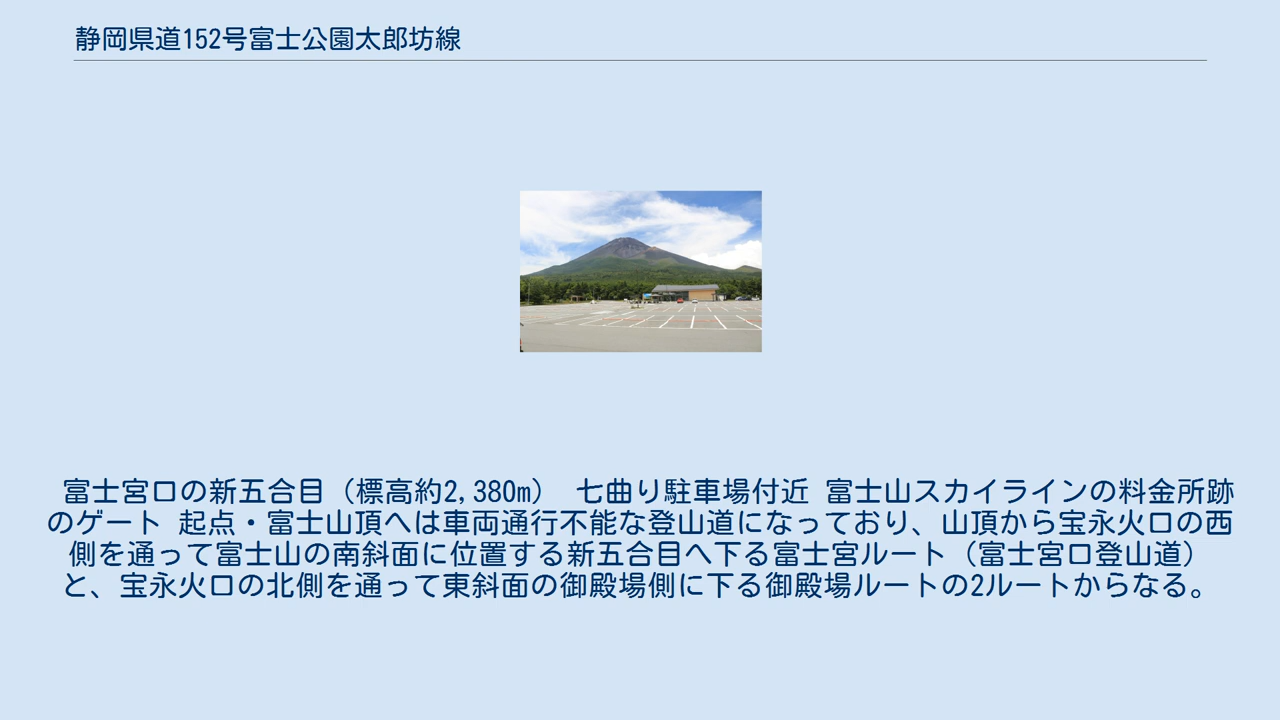 静岡県道152号富士公園太郎坊線
富士宮口の新五合目（標高約2,380m） 七曲り駐車場付近 富士山スカイラインの料金所跡
のゲート 起点・富士山頂へは車両通行不能な登山道になっており、山頂から宝永火口の西
側を通って富士山の南斜面に位置する新五合目へ下る富士宮ルート（富士宮口登山道）
と、宝永火口の北側を通って東斜面の御殿場側に下る御殿場ルートの2ルートからなる。